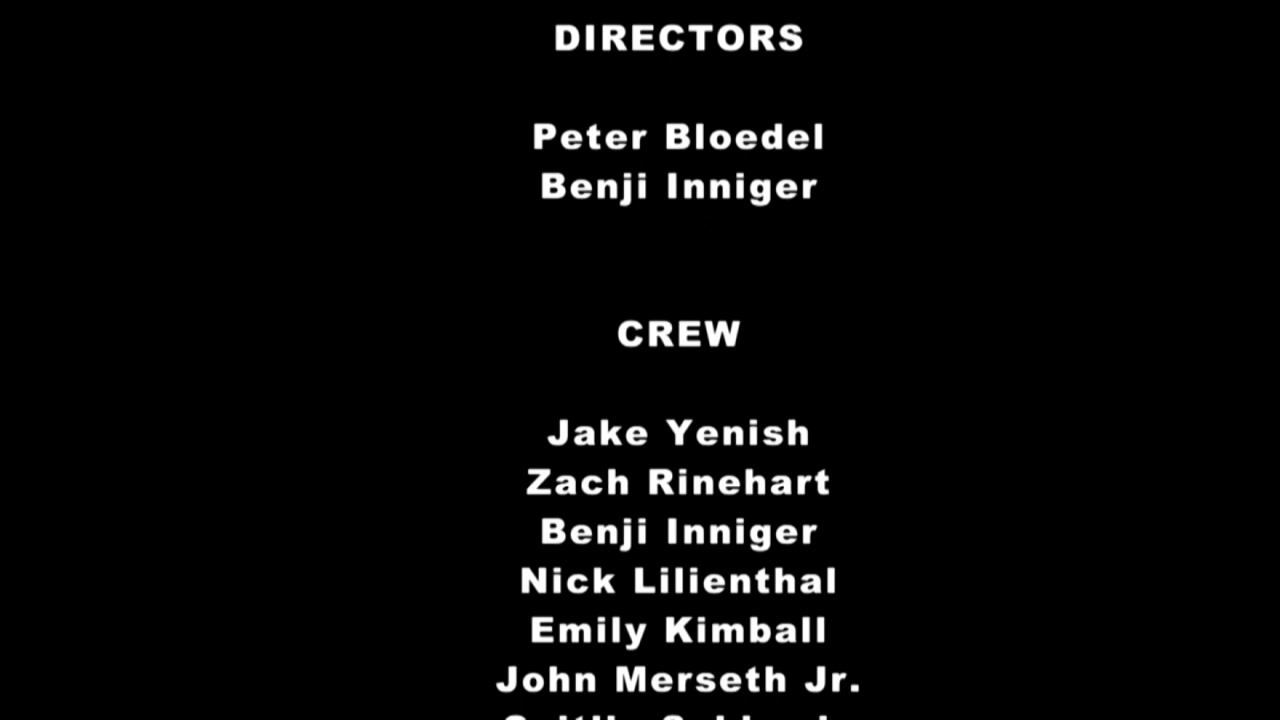 DIRECTORS
Peter Bloedel
Benji Inniger
CREW
Jake Yenish
Zach Rinehart
Benji Inniger
Nick Lilienthal
Emily Kimball
John Merseth Jr.